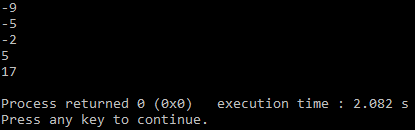 -9
-5
-2
5
17
Process returned 0 (0x0)   execution time : 2.082 s
Press any key to continue.